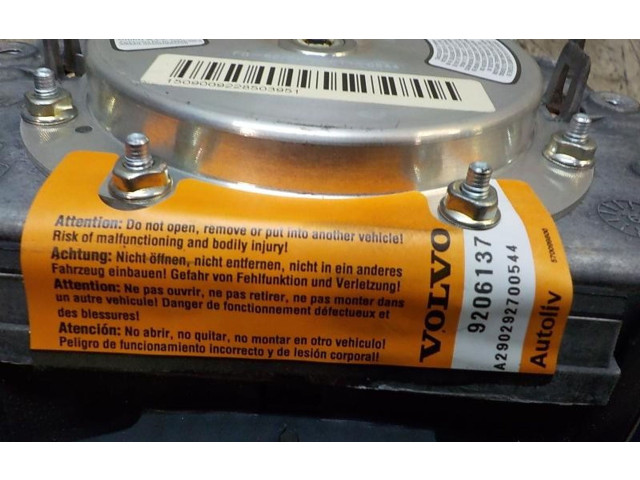 1509009228503951
Attention: Do not open, remove or put into another vehicle!
Risk of malfunctioning and bodily injury!
Achtung: Nicht öffnen, nicht entfernen, nicht in ein anderes
Fahrzeug einbauen! Gefahr von Fehlfunktion und Verletzung!
Attention: Ne pas ouvrir, ne pas retirer, ne pas monter dans
un autre vehicule! Danger de fonctionnement défectueux et
des blessures!
Atención: No abrir, no quitar, no montar en otro vehiculo!
Peligro de funcionamiento incorrecto y de lesión corporal!
VOLVO
9206137
A290292700544
Autoliv